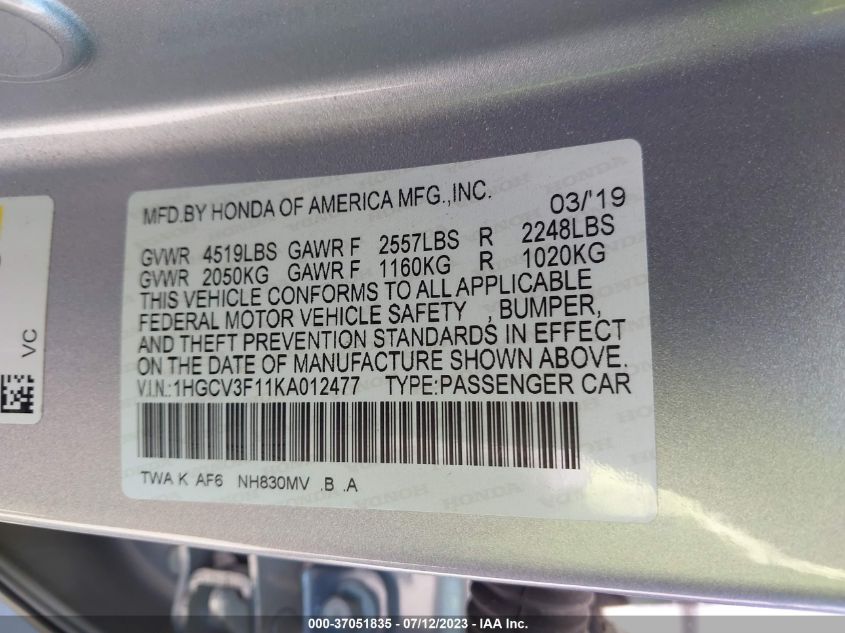 MFD.BY HONDA OF AMERICA MFG.,INC. 03/'19
GVWR 4519LBS GAWR F 2557LBS R 2248LBS
GVWR 2050KG GAWR F 1160KG R 1020KG
THIS VEHICLE CONFORMS TO ALL APPLICABLE
FEDERAL MOTOR VEHICLE SAFETY , BUMPER,
AND THEFT PREVENTION STANDARDS IN EFFECT
ON THE DATE OF MANUFACTURE SHOWN ABOVE.
V.I.N.:1HGCV3F11KA012477 TYPE:PASSENGER CAR
TWA K AF6 NH830MV .B .A
VC
000-37051835 - 07/12/2023 - IAA Inc.